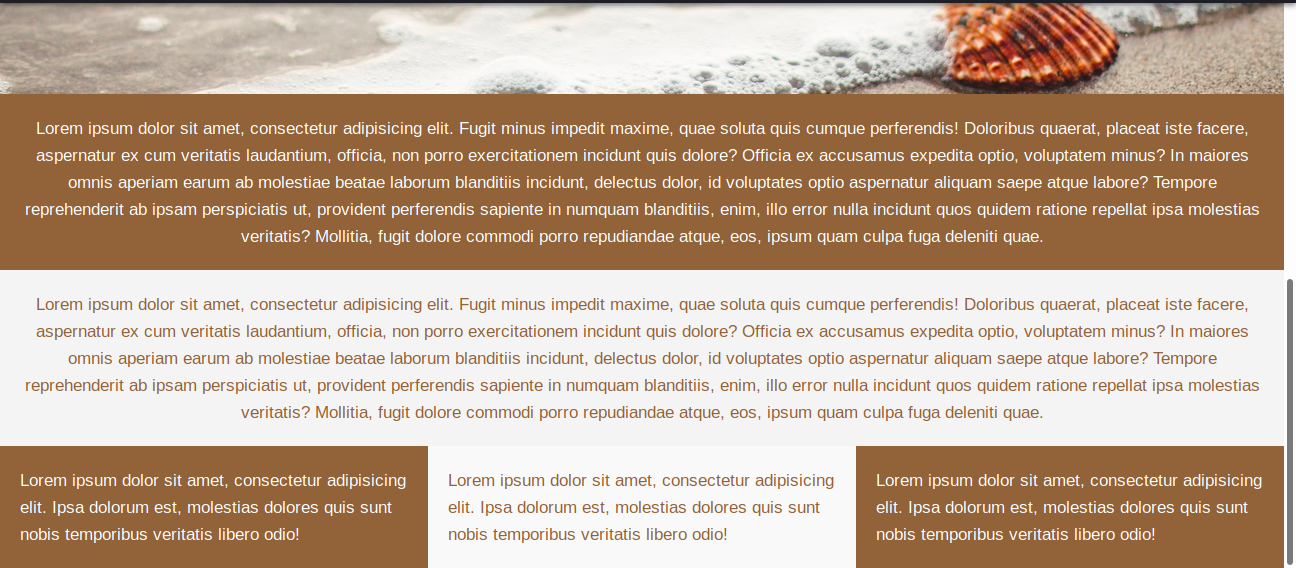 Lorem ipsum dolor sit amet, consectetur adipisicing elit. Fugit minus impedit maxime, quae soluta quis cumque perferendis! Doloribus quaerat, placeat iste facere,
aspernatur ex cum veritatis laudantium, officia, non porro exercitationem incidunt quis dolore? Officia ex accusamus expedita optio, voluptatem minus? In maiores
omnis aperiam earum ab molestiae beatae laborum blanditiis incidunt, delectus dolor, id voluptates optio aspernatur aliquam saepe atque labore? Tempore
reprehenderit ab ipsam perspiciatis ut, provident perferendis sapiente in numquam blanditiis, enim, illo error nulla incidunt quos quidem ratione repellat ipsa molestias
veritatis? Mollitia, fugit dolore commodi porro repudiandae atque, eos, ipsum quam culpa fuga deleniti quae.
Lorem ipsum dolor sit amet, consectetur adipisicing elit. Fugit minus impedit maxime, quae soluta quis cumque perferendis! Doloribus quaerat, placeat iste facere,
aspernatur ex cum veritatis laudantium, officia, non porro exercitationem incidunt quis dolore? Officia ex accusamus expedita optio, voluptatem minus? In maiores
omnis aperiam earum ab molestiae beatae laborum blanditiis incidunt, delectus dolor, id voluptates optio aspernatur aliquam saepe atque labore? Tempore
reprehenderit ab ipsam perspiciatis ut, provident perferendis sapiente in numquam blanditiis, enim, illo error nulla incidunt quos quidem ratione repellat ipsa molestias
veritatis? Mollitia, fugit dolore commodi porro repudiandae atque, eos, ipsum quam culpa fuga deleniti quae.
Lorem ipsum dolor sit amet, consectetur adipisicing
elit. Ipsa dolorum est, molestias dolores quis sunt
nobis temporibus veritatis libero odio!
Lorem ipsum dolor sit amet, consectetur adipisicing
elit. Ipsa dolorum est, molestias dolores quis sunt
nobis temporibus veritatis libero odio!
Lorem ipsum dolor sit amet, consectetur adipisicing
elit. Ipsa dolorum est, molestias dolores quis sunt
nobis temporibus veritatis libero odio!